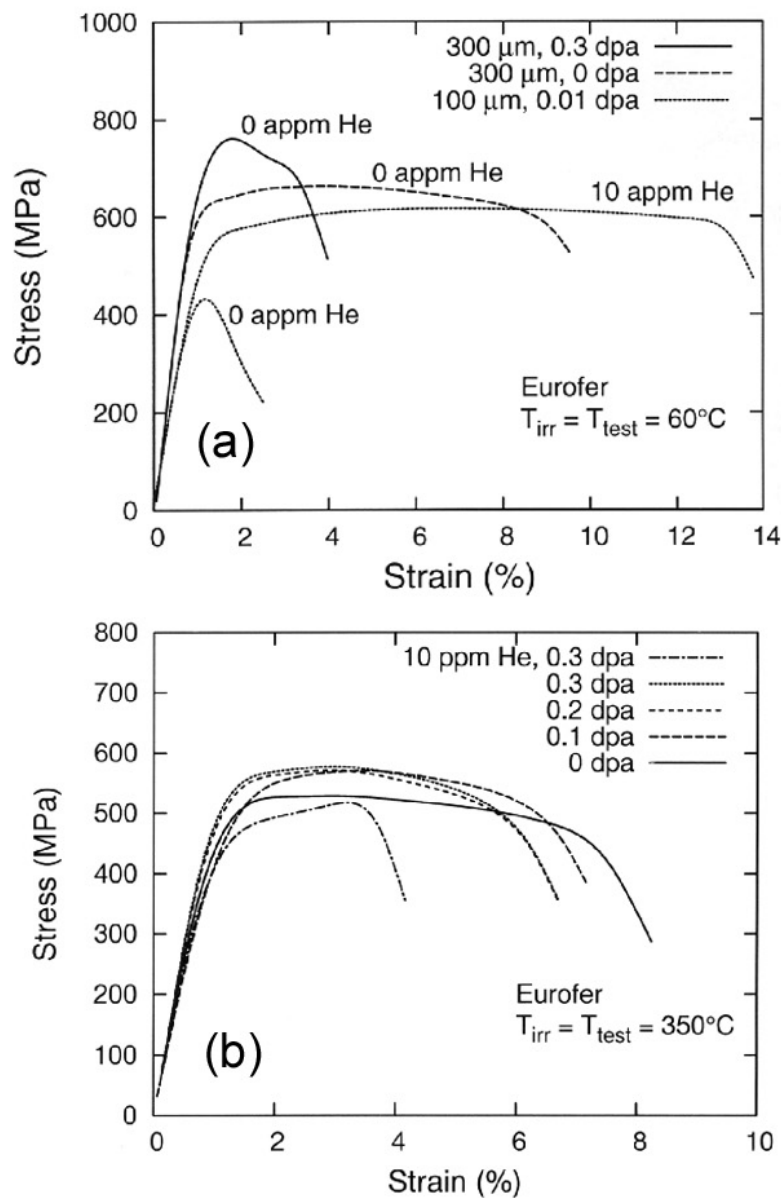 1000
800
600
400
200
0
Stress (MPa)
300 μm, 0.3 dpa
300 μm, 0 dpa
100 μm, 0.01 dpa
0 appm He
0 appm He
10 appm He
0 appm He
Eurofer
T_irr = T_test = 60°C
(a)
0 2 4 6 8 10 12 14
Strain (%)
800
700
600
500
400
300
200
100
0
Stress (MPa)
10 ppm He, 0.3 dpa
0.3 dpa
0.2 dpa
0.1 dpa
0 dpa
Eurofer
T_irr = T_test = 350°C
(b)
0 2 4 6 8 10
Strain (%)